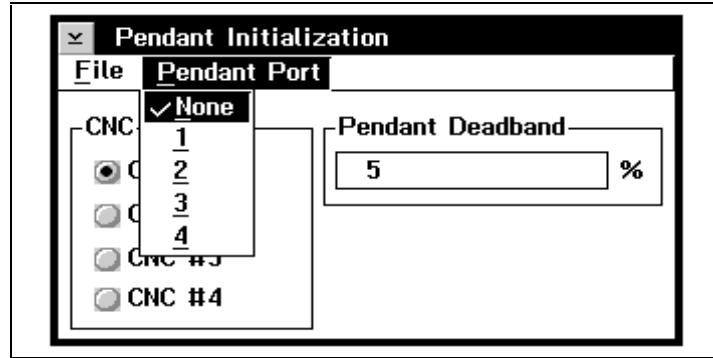 Pendant Initialization
File Pendant Port
✓None
1
2
3
4
CNC
CNC #4
Pendant Deadband
5 %